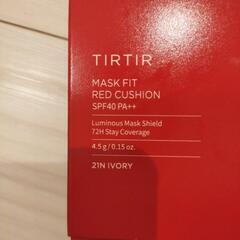 TIRTIR
MASK FIT
RED CUSHION
SPF40 PA++
Luminous Mask Shield
72H Stay Coverage
4.5 g / 0.15 oz.
21N IVORY